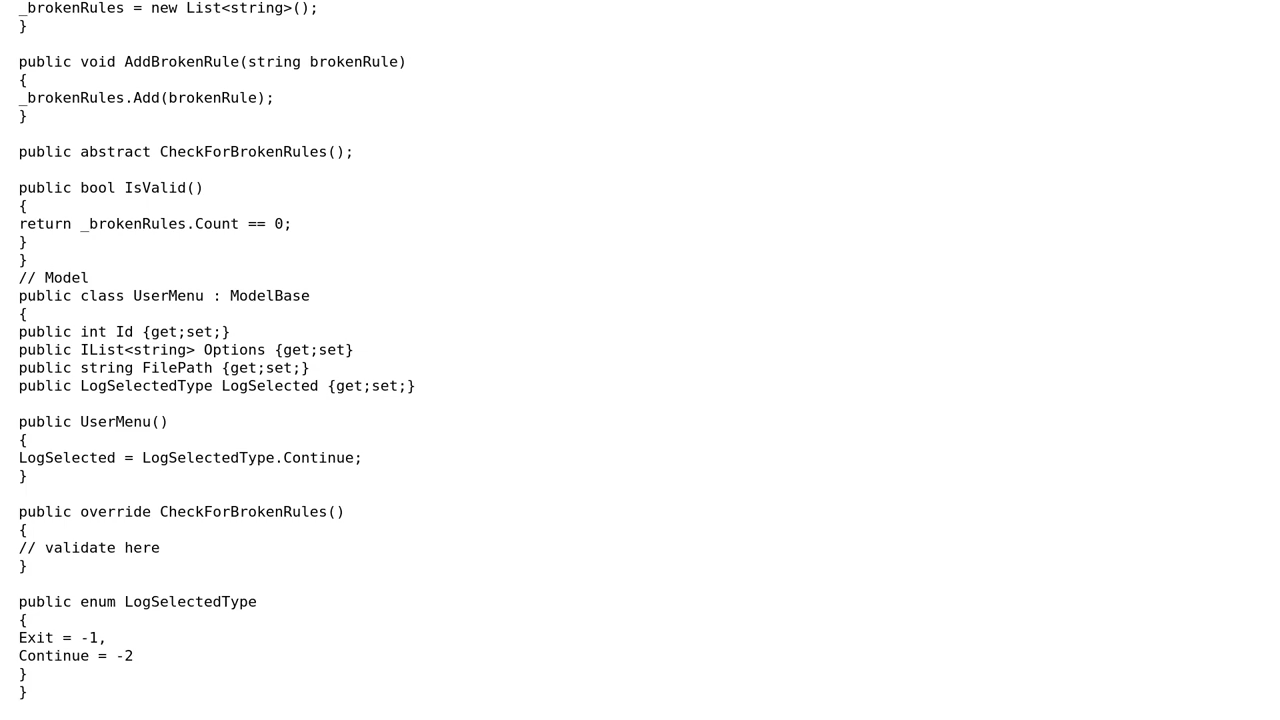 _brokenRules = new List<string>();
}
public void AddBrokenRule(string brokenRule)
{
_brokenRules.Add(brokenRule);
}
public abstract CheckForBrokenRules();
public bool IsValid()
{
return _brokenRules.Count == 0;
}
}
// Model
public class UserMenu : ModelBase
{
public int Id {get;set;}
public IList<string> Options {get;set}
public string FilePath {get;set;}
public LogSelectedType LogSelected {get;set;}
public UserMenu()
{
LogSelected = LogSelectedType.Continue;
}
public override CheckForBrokenRules()
{
// validate here
}
public enum LogSelectedType
{
Exit = -1,
Continue = -2
}
}